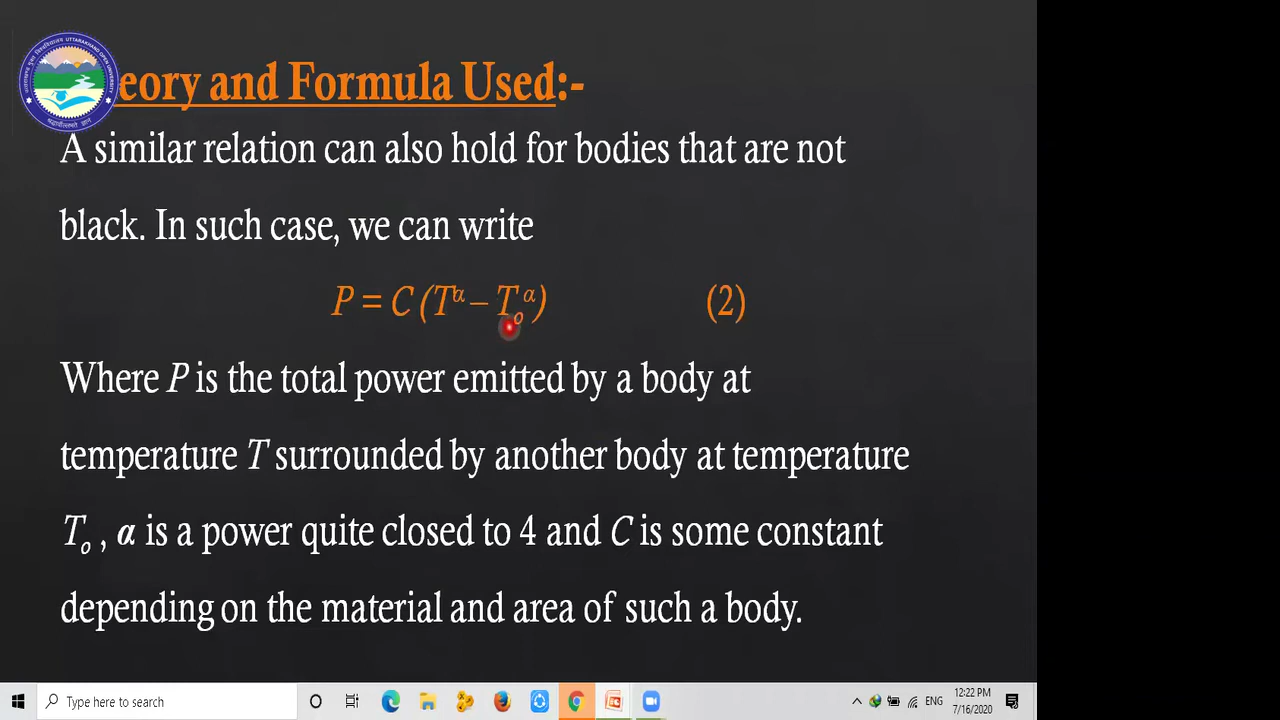 eory and Formula Used:-
A similar relation can also hold for bodies that are not
black. In such case, we can write
P = C (Tᵅ – Tₒᵅ) (2)
Where P is the total power emitted by a body at
temperature T surrounded by another body at temperature
Tₒ , α is a power quite closed to 4 and C is some constant
depending on the material and area of such a body.
Type here to search
ENG
12:22 PM
7/16/2020